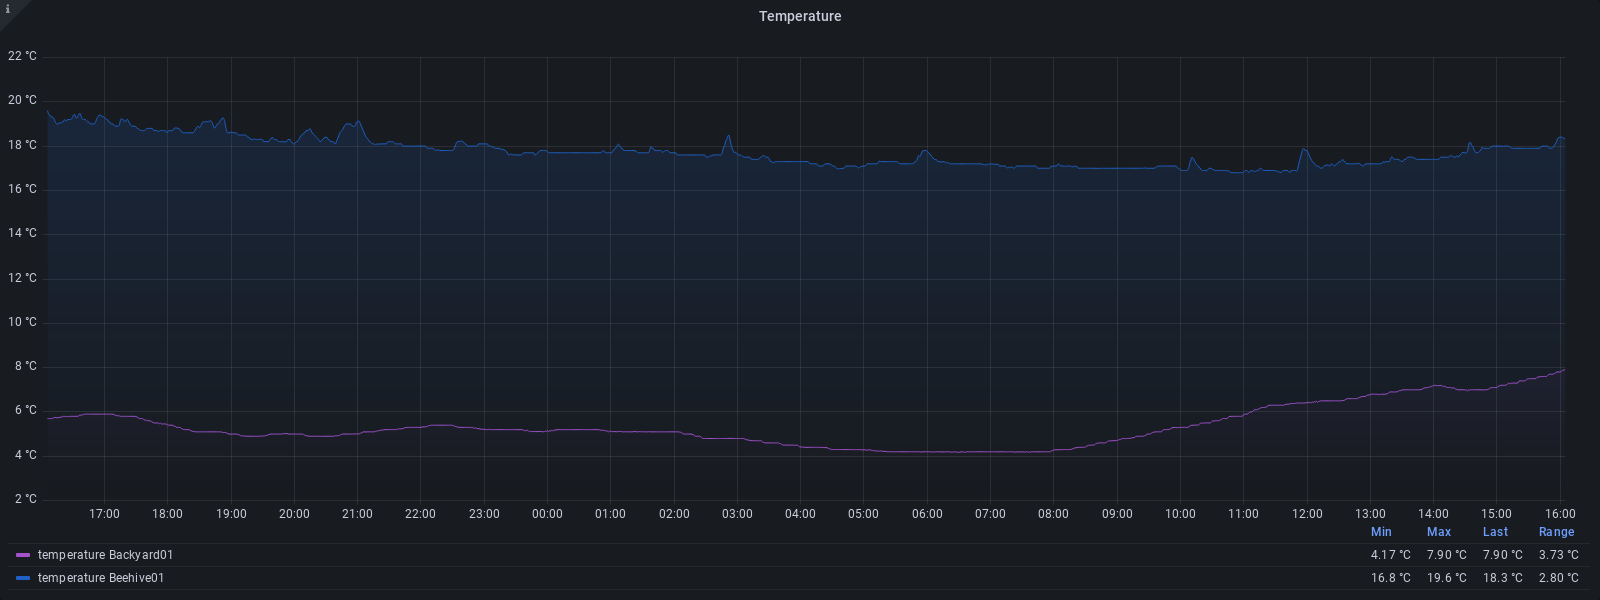 i
Temperature
22 °C
20 °C
18 °C
16 °C
14 °C
12 °C
10 °C
8 °C
6 °C
4 °C
2 °C
17:00 18:00 19:00 20:00 21:00 22:00 23:00 00:00 01:00 02:00 03:00 04:00 05:00 06:00 07:00 08:00 09:00 10:00 11:00 12:00 13:00 14:00 15:00 16:00
Min Max Last Range
temperature Backyard01 4.17 °C 7.90 °C 7.90 °C 3.73 °C
temperature Beehive01 16.8 °C 19.6 °C 18.3 °C 2.80 °C